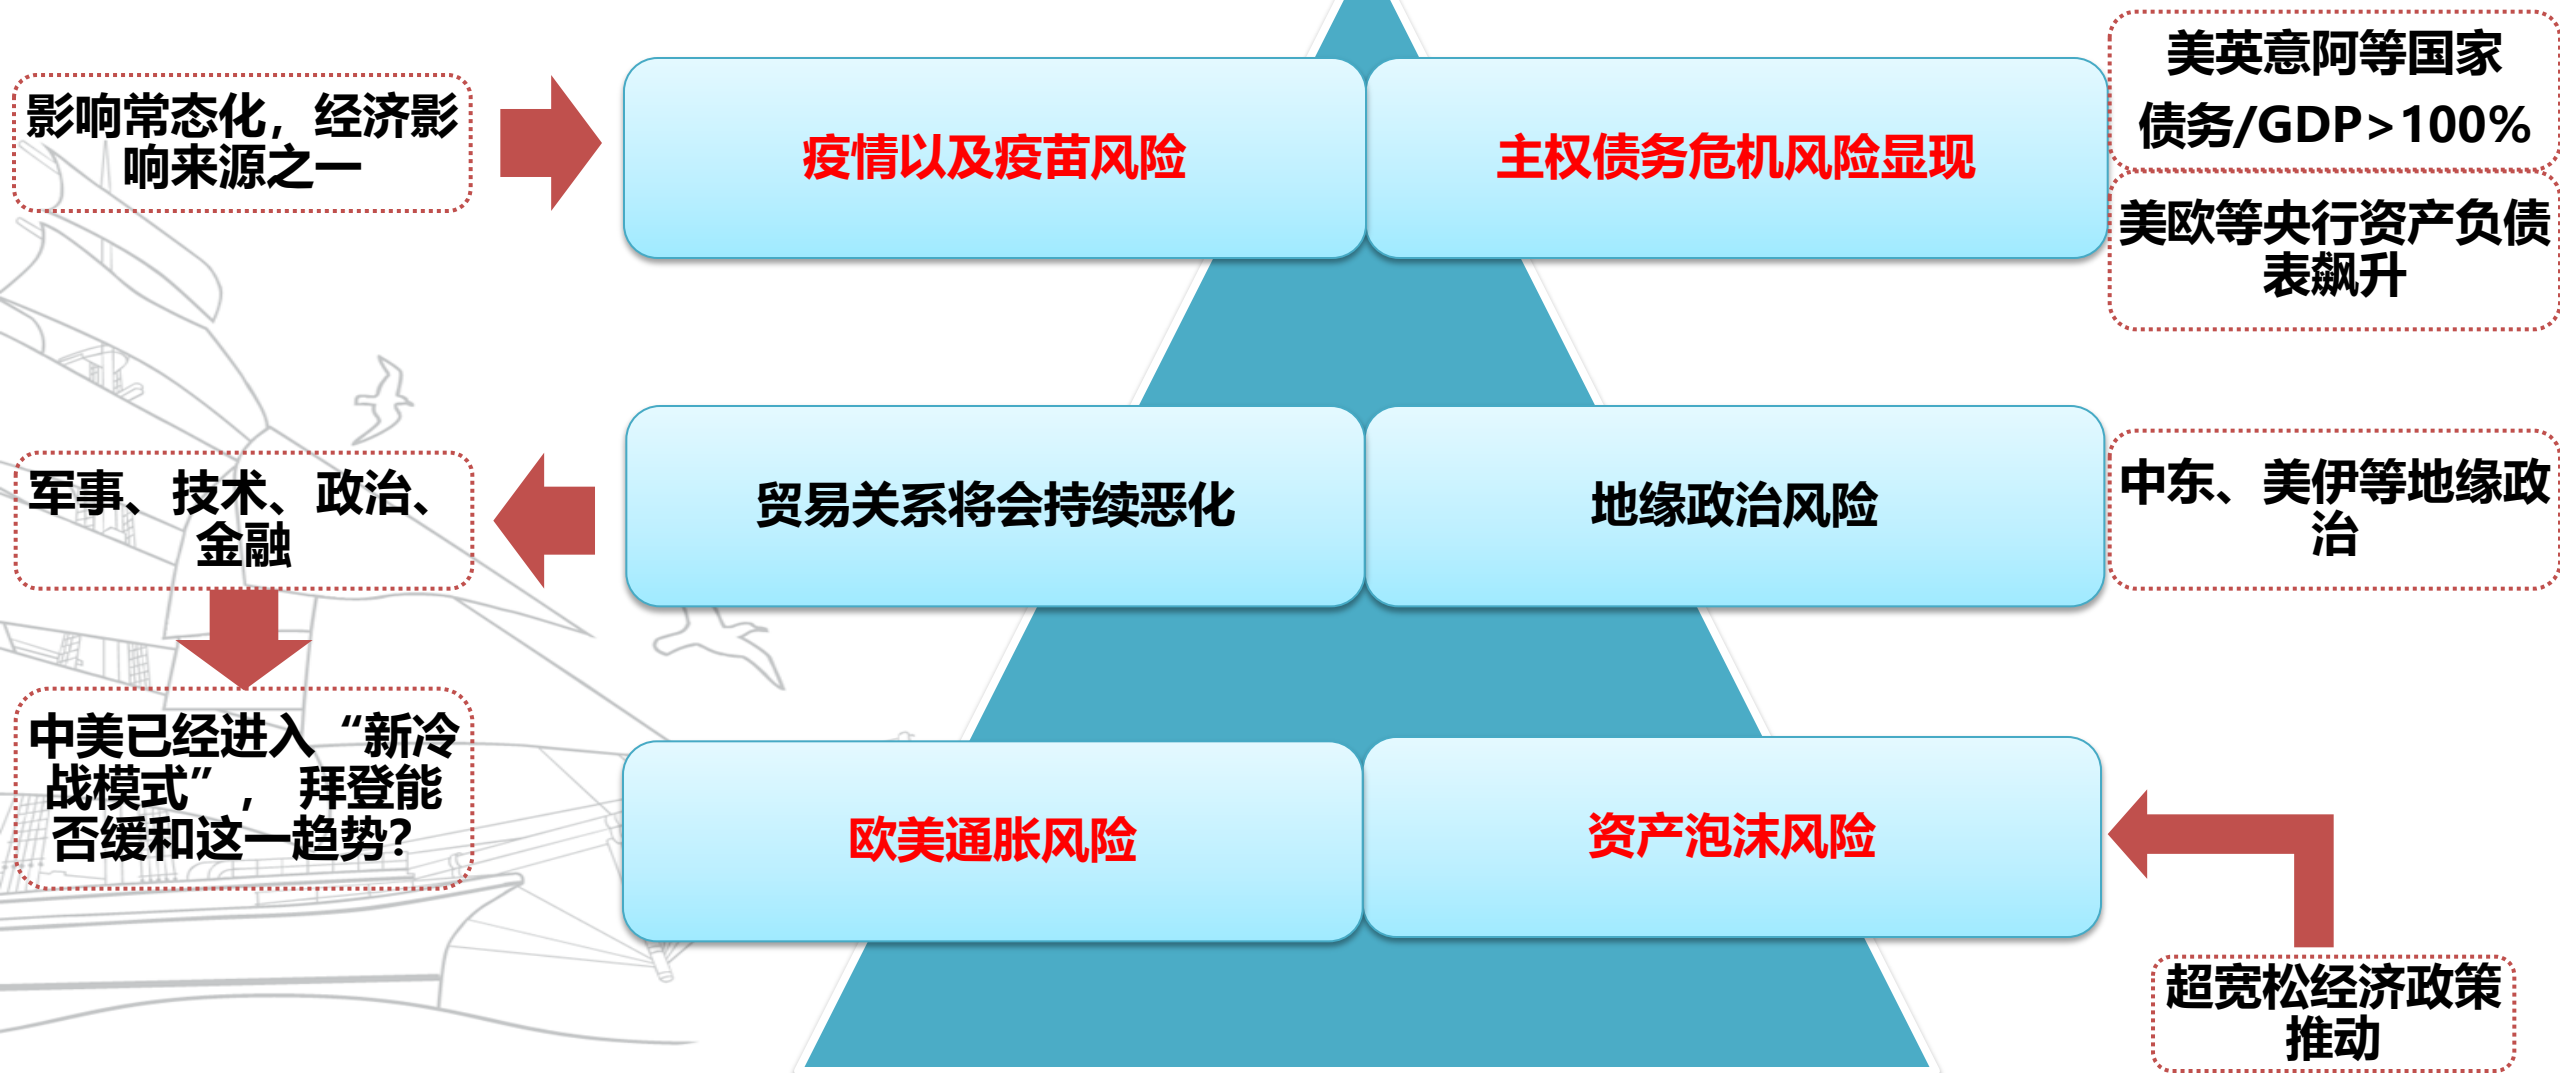 影响常态化，经济影
响来源之一
疫情以及疫苗风险
主权债务危机风险显现
美英意阿等国家
债务/GDP>100%
美欧等央行资产负债
表飙升
军事、技术、政治、
金融
贸易关系将会持续恶化
地缘政治风险
中东、美伊等地缘政
治
中美已经进入“新冷
战模式”，拜登能
否缓和这一趋势？
欧美通胀风险
资产泡沫风险
超宽松经济政策
推动